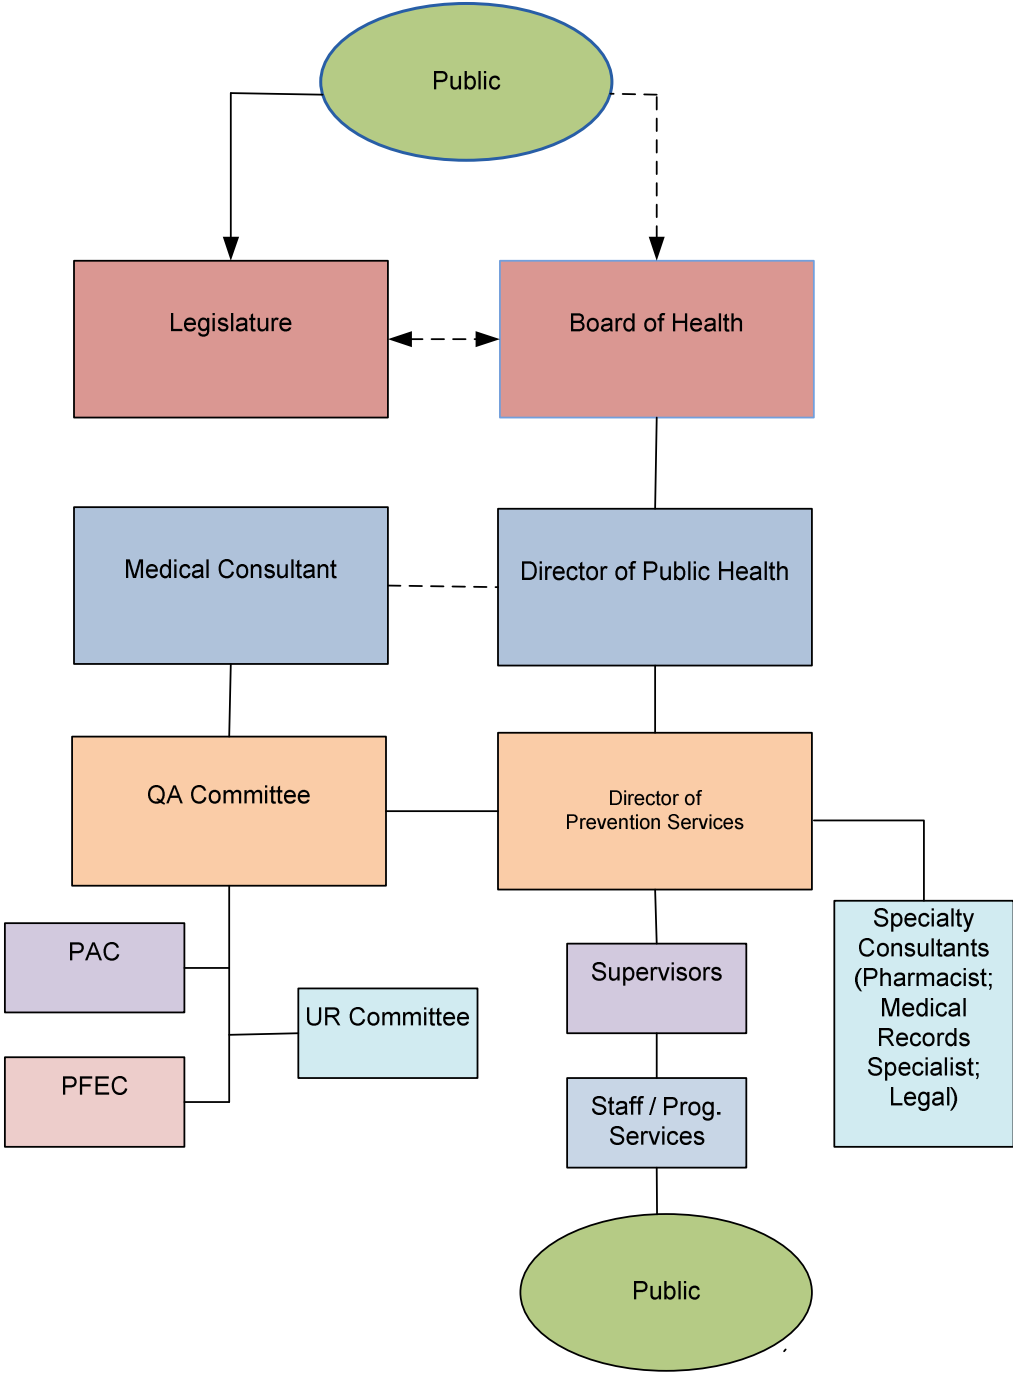 Public
Legislature
Board of Health
Medical Consultant
Director of Public Health
QA Committee
Director of
Prevention Services
PAC
Supervisors
Specialty
Consultants
(Pharmacist;
Medical
Records
Specialist;
Legal)
UR Committee
PFEC
Staff / Prog.
Services
Public